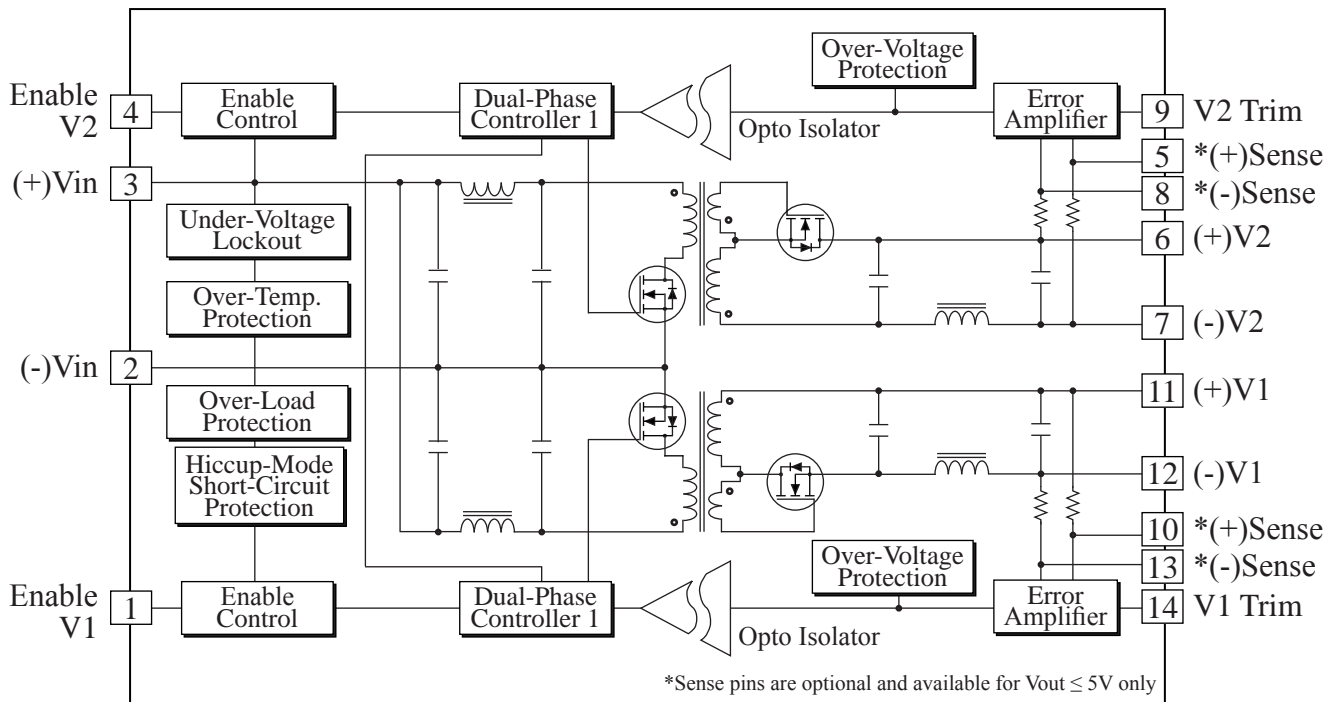 Over-Voltage
Protection
Enable
V2
4
Enable
Control
Dual-Phase
Controller 1
Opto Isolator
Error
Amplifier
9
V2 Trim
5
*(+)Sense
(+)Vin
3
8
*(-)Sense
Under-Voltage
Lockout
6
(+)V2
Over-Temp.
Protection
7
(-)V2
(-)Vin
2
11
(+)V1
Over-Load
Protection
Hiccup-Mode
Short-Circuit
Protection
12
(-)V1
10
*(+)Sense
Over-Voltage
Protection
13
*(-)Sense
Enable
V1
1
Enable
Control
Dual-Phase
Controller 1
Opto Isolator
Error
Amplifier
14
V1 Trim
*Sense pins are optional and available for Vout ≤ 5V only